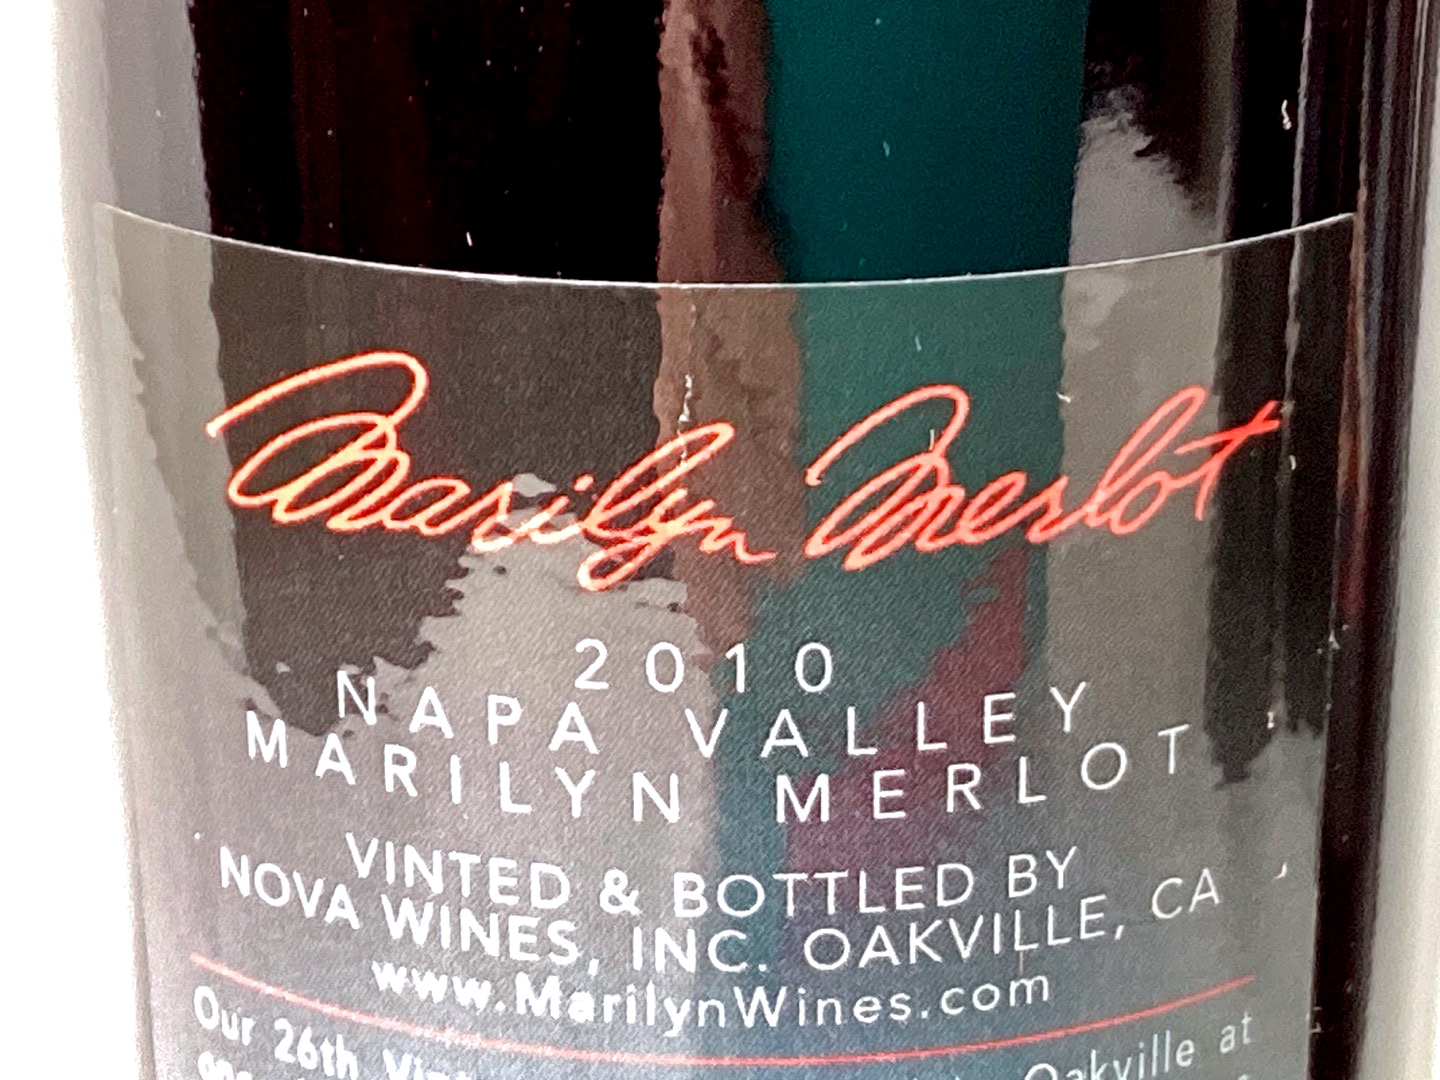 Marilyn Merlot
2010
NAPA VALLEY
MARILYN MERLOT
VINTED & BOTTLED BY
NOVA WINES, INC. OAKVILLE, CA
www.MarilynWines.com
Our 26th Oakville at